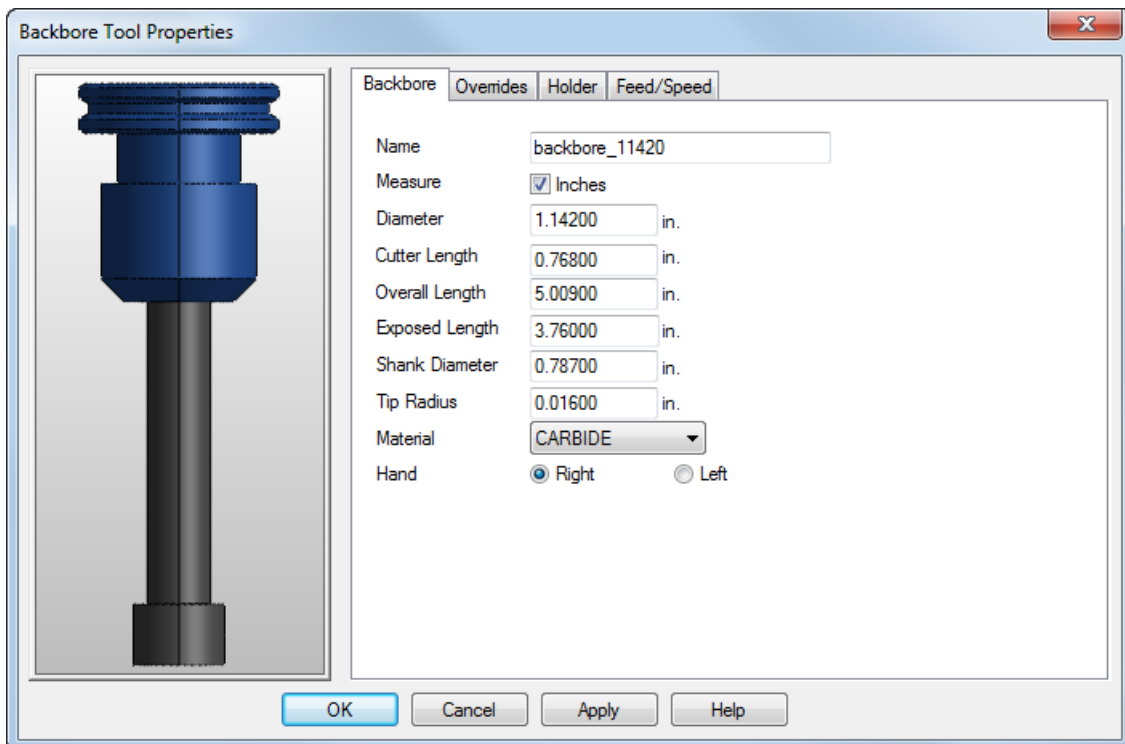 Backbore Tool Properties
Backbore Overrides Holder Feed/Speed
Name backbore_11420
Measure Inches
Diameter 1.14200 in.
Cutter Length 0.76800 in.
Overall Length 5.00900 in.
Exposed Length 3.76000 in.
Shank Diameter 0.78700 in.
Tip Radius 0.01600 in.
Material CARBIDE
Hand Right Left
OK Cancel Apply Help